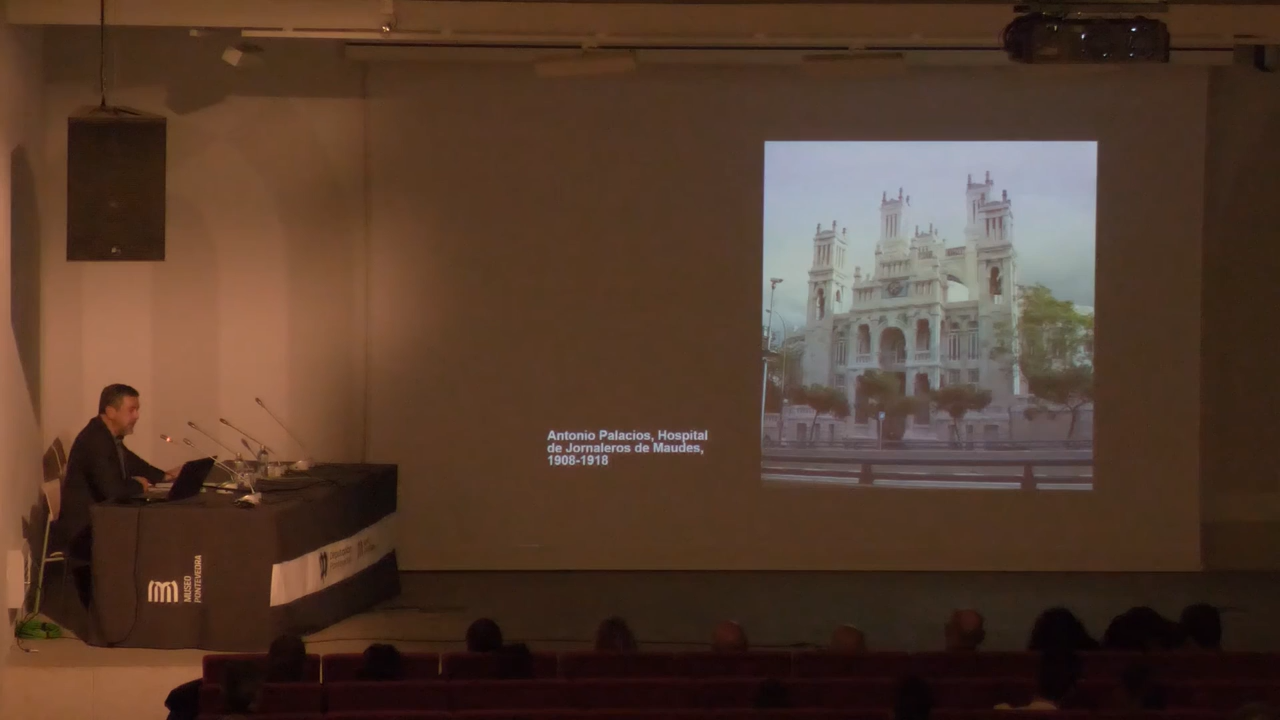 Antonio Palacios, Hospital
de Jornaleros de Maudes,
1908-1918
MUSEO
PONTEVEDRA